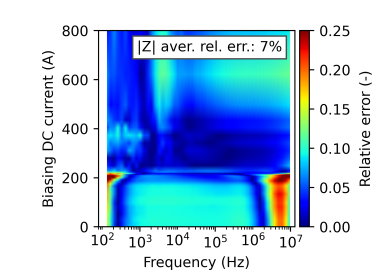 |Z| aver. rel. err.: 7%
Biasing DC current (A)
800
600
400
200
0
10² 10³ 10⁴ 10⁵ 10⁶ 10⁷
Frequency (Hz)
0.25
0.20
0.15
0.10
0.05
0.00
Relative error (-)